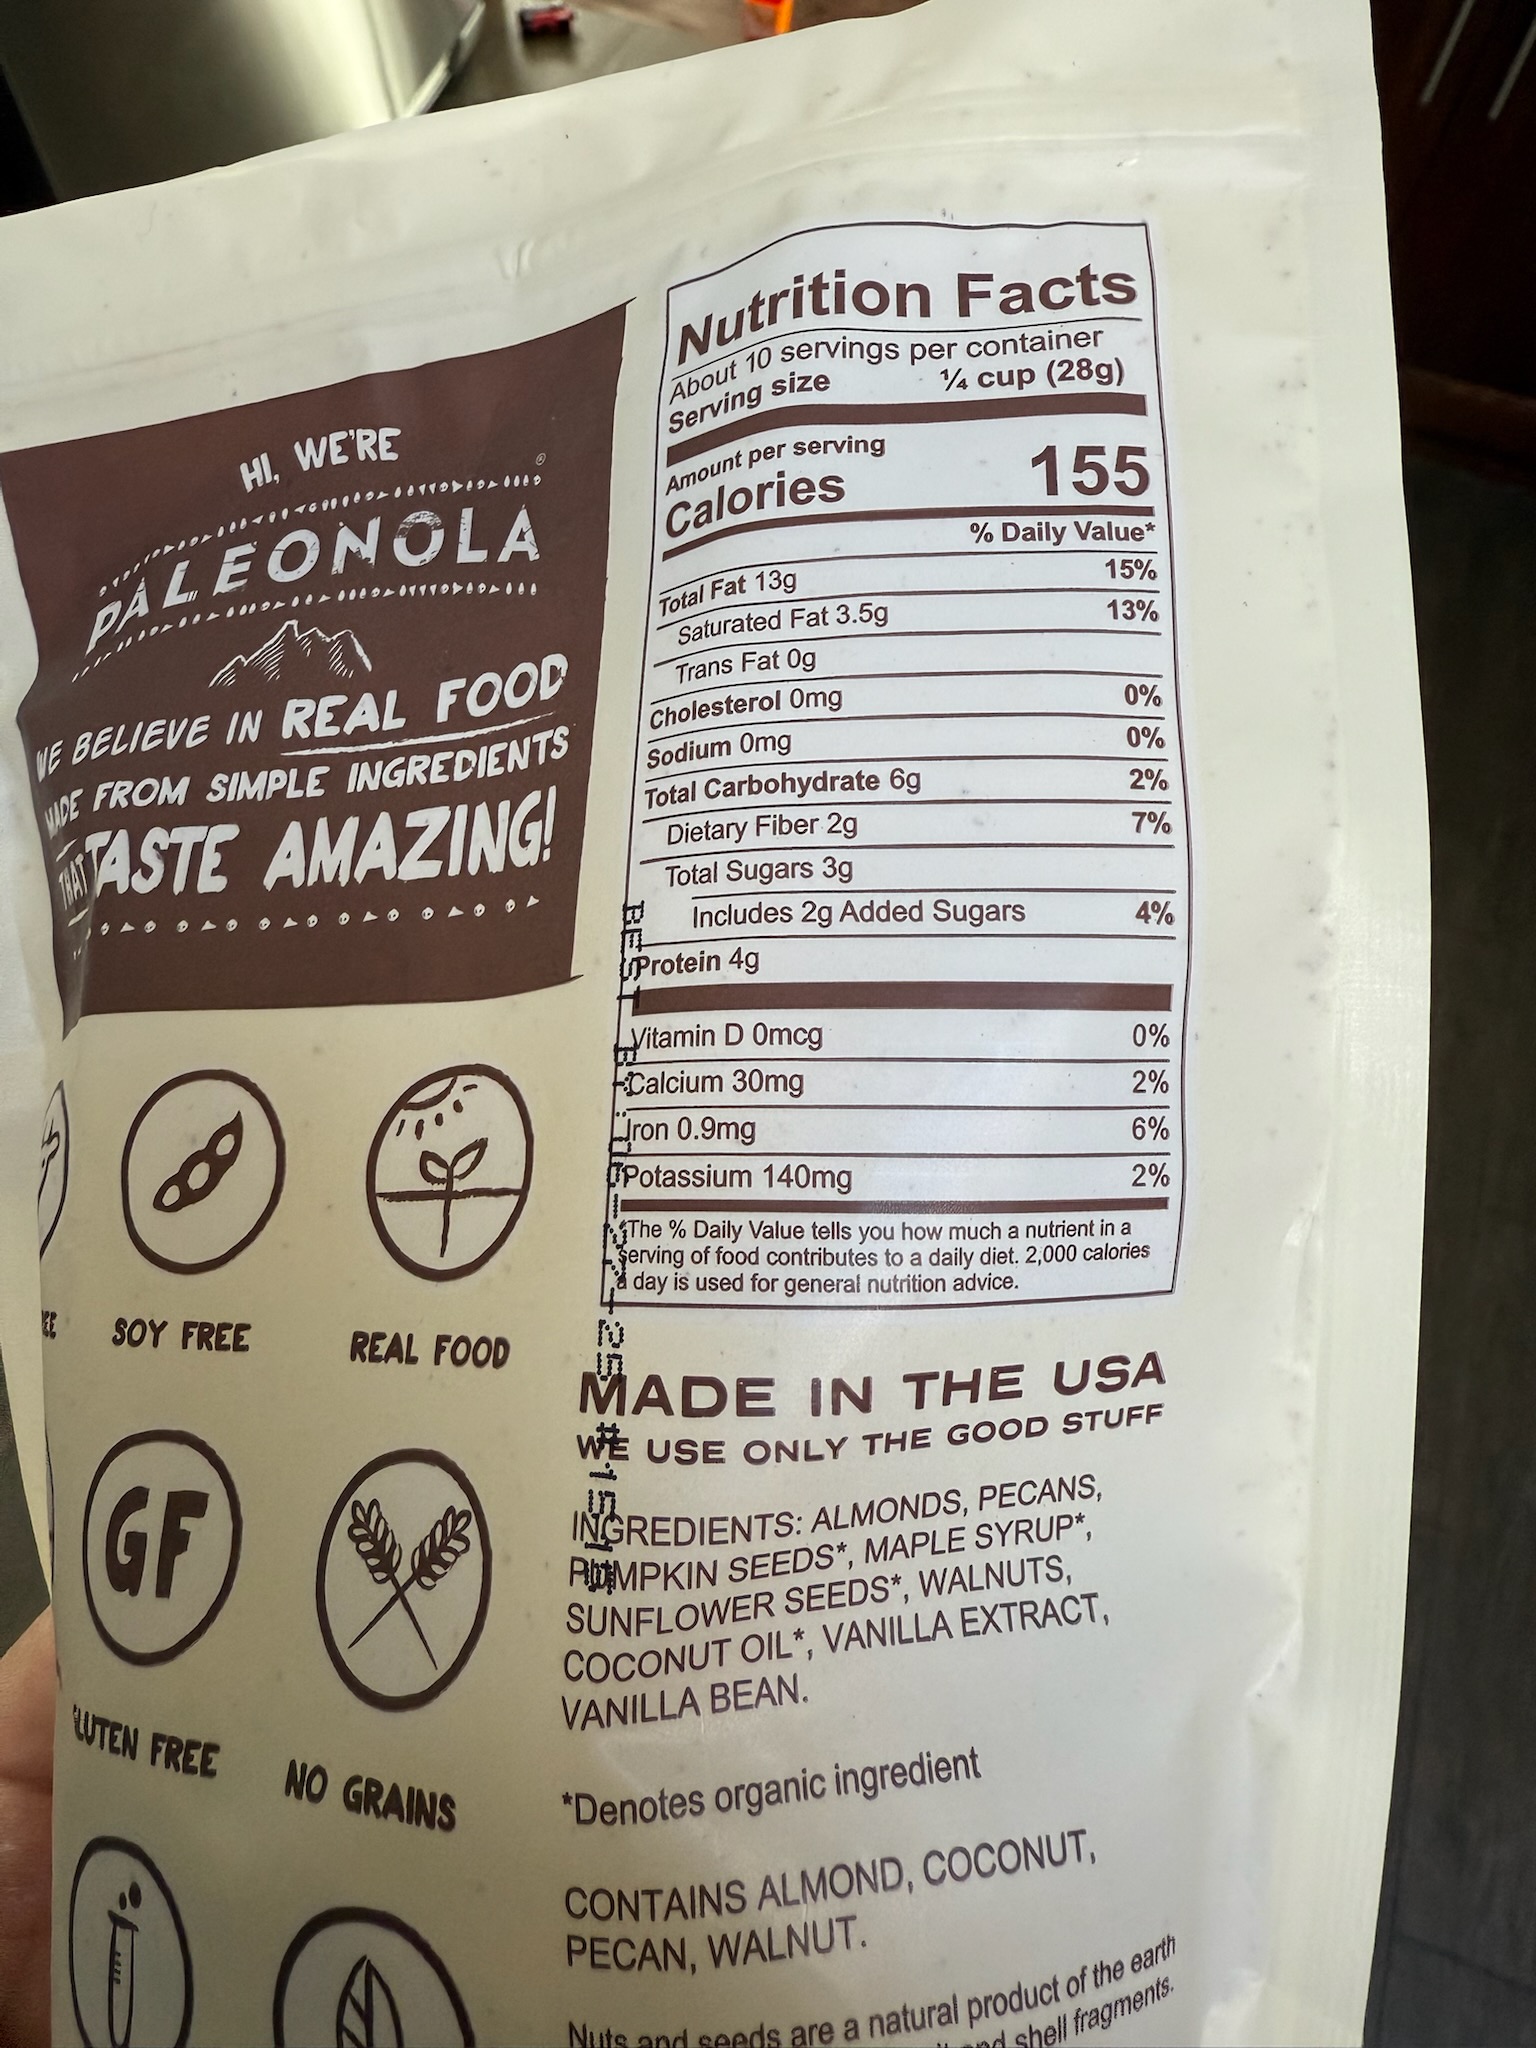 HI, WE'RE
PALEONOLA
®
WE BELIEVE IN REAL FOOD
MADE FROM SIMPLE INGREDIENTS
THAT TASTE AMAZING!
SOY FREE
REAL FOOD
GF
LUTEN FREE
NO GRAINS
Nutrition Facts
About 10 servings per container
Serving size ¼ cup (28g)
Amount per serving
Calories 155
% Daily Value*
Total Fat 13g 15%
Saturated Fat 3.5g 13%
Trans Fat 0g
Cholesterol 0mg 0%
Sodium 0mg 0%
Total Carbohydrate 6g 2%
Dietary Fiber 2g 7%
Total Sugars 3g
Includes 2g Added Sugars 4%
Protein 4g
Vitamin D 0mcg 0%
Calcium 30mg 2%
Iron 0.9mg 6%
Potassium 140mg 2%
*The % Daily Value tells you how much a nutrient in a
serving of food contributes to a daily diet. 2,000 calories
a day is used for general nutrition advice.
BEST
MADE IN THE USA
WE USE ONLY THE GOOD STUFF
INGREDIENTS: ALMONDS, PECANS,
PUMPKIN SEEDS*, MAPLE SYRUP*,
SUNFLOWER SEEDS*, WALNUTS,
COCONUT OIL*, VANILLA EXTRACT,
VANILLA BEAN.
*Denotes organic ingredient
CONTAINS ALMOND, COCONUT,
PECAN, WALNUT.
Nuts and seeds are a natural product of the earth
and shell fragments.